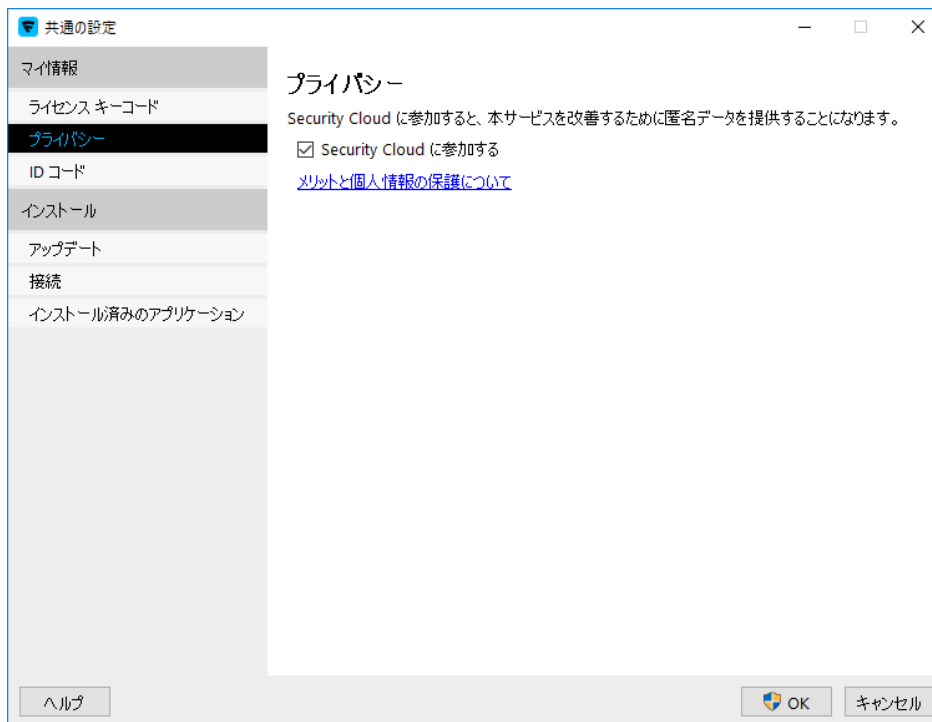 共通の設定
マイ情報
ライセンス キーコード
プライバシー
ID コード
インストール
アップデート
接続
インストール済みのアプリケーション
プライバシー
Security Cloud に参加すると、本サービスを改善するために匿名データを提供することになります。
Security Cloud に参加する
メリットと個人情報の保護について
ヘルプ
OK
キャンセル